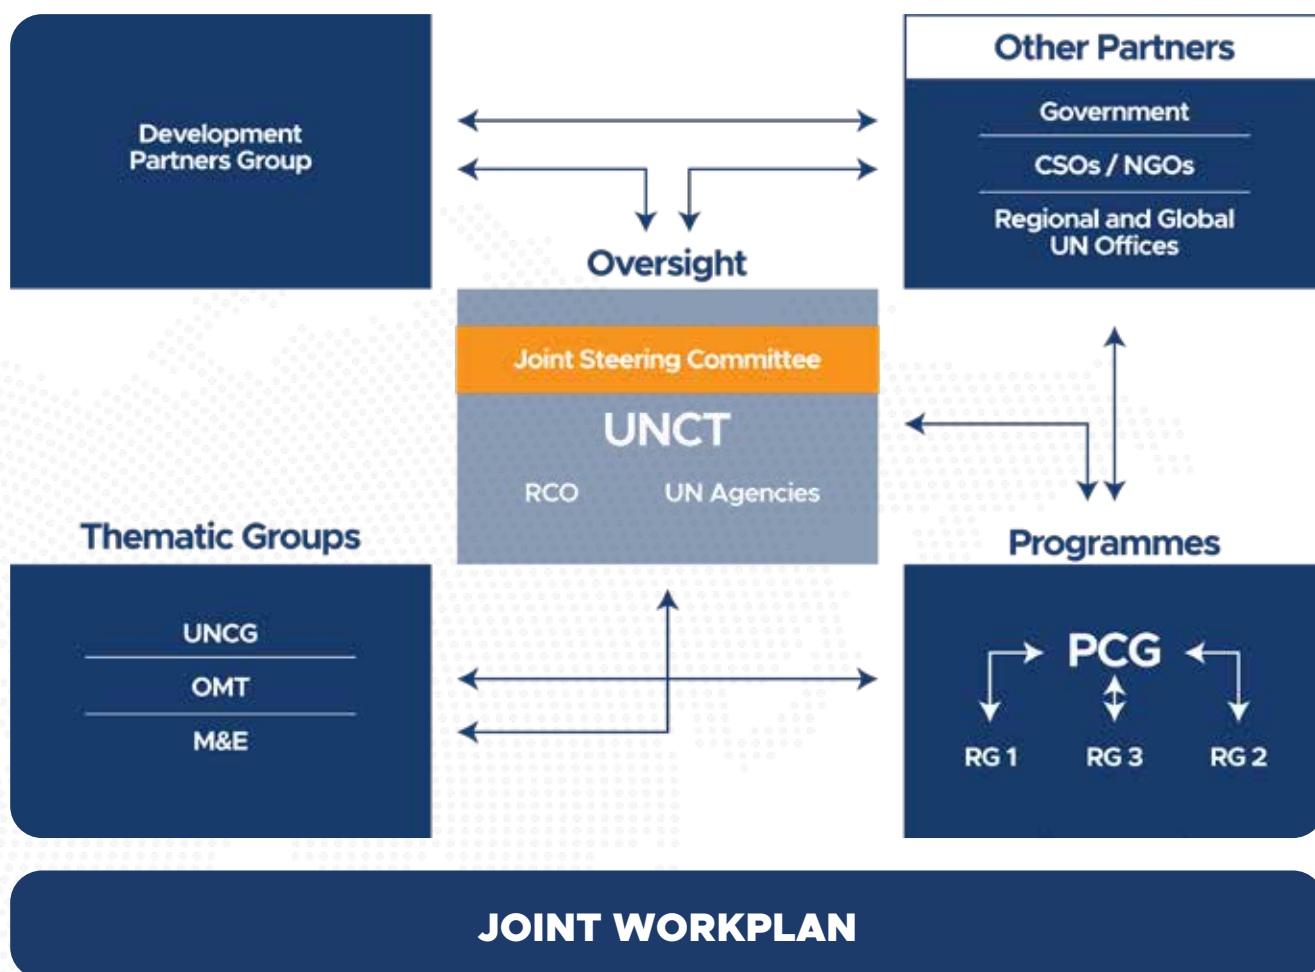 Development
Partners Group
Other Partners
Government
CSOs / NGOs
Regional and Global
UN Offices
Oversight
Joint Steering Committee
UNCT
RCO UN Agencies
Thematic Groups
UNCG
OMT
M&E
Programmes
PCG
RG 1 RG 3 RG 2
JOINT WORKPLAN